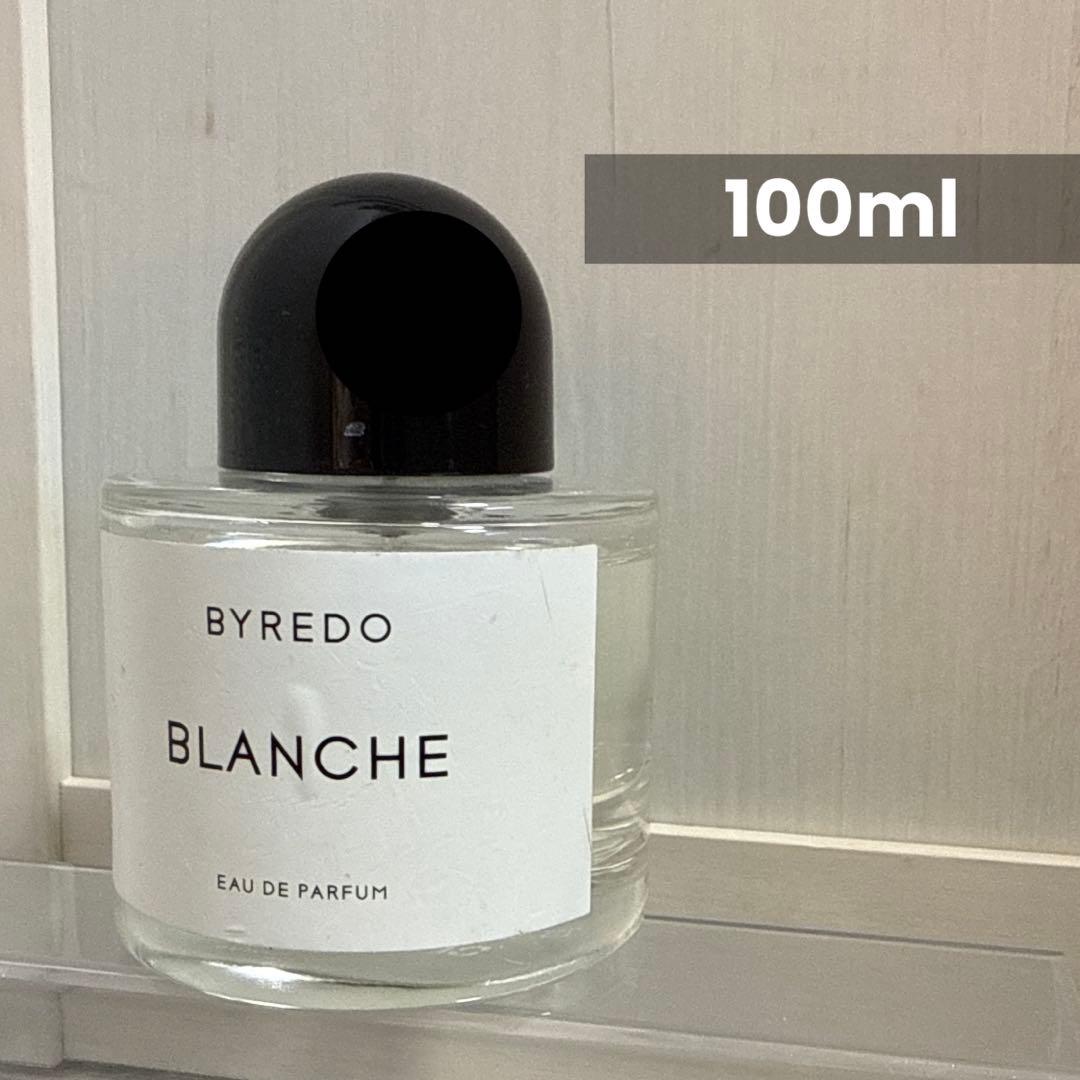 100ml
BYREDO
BLANCHE
EAU DE PARFUM